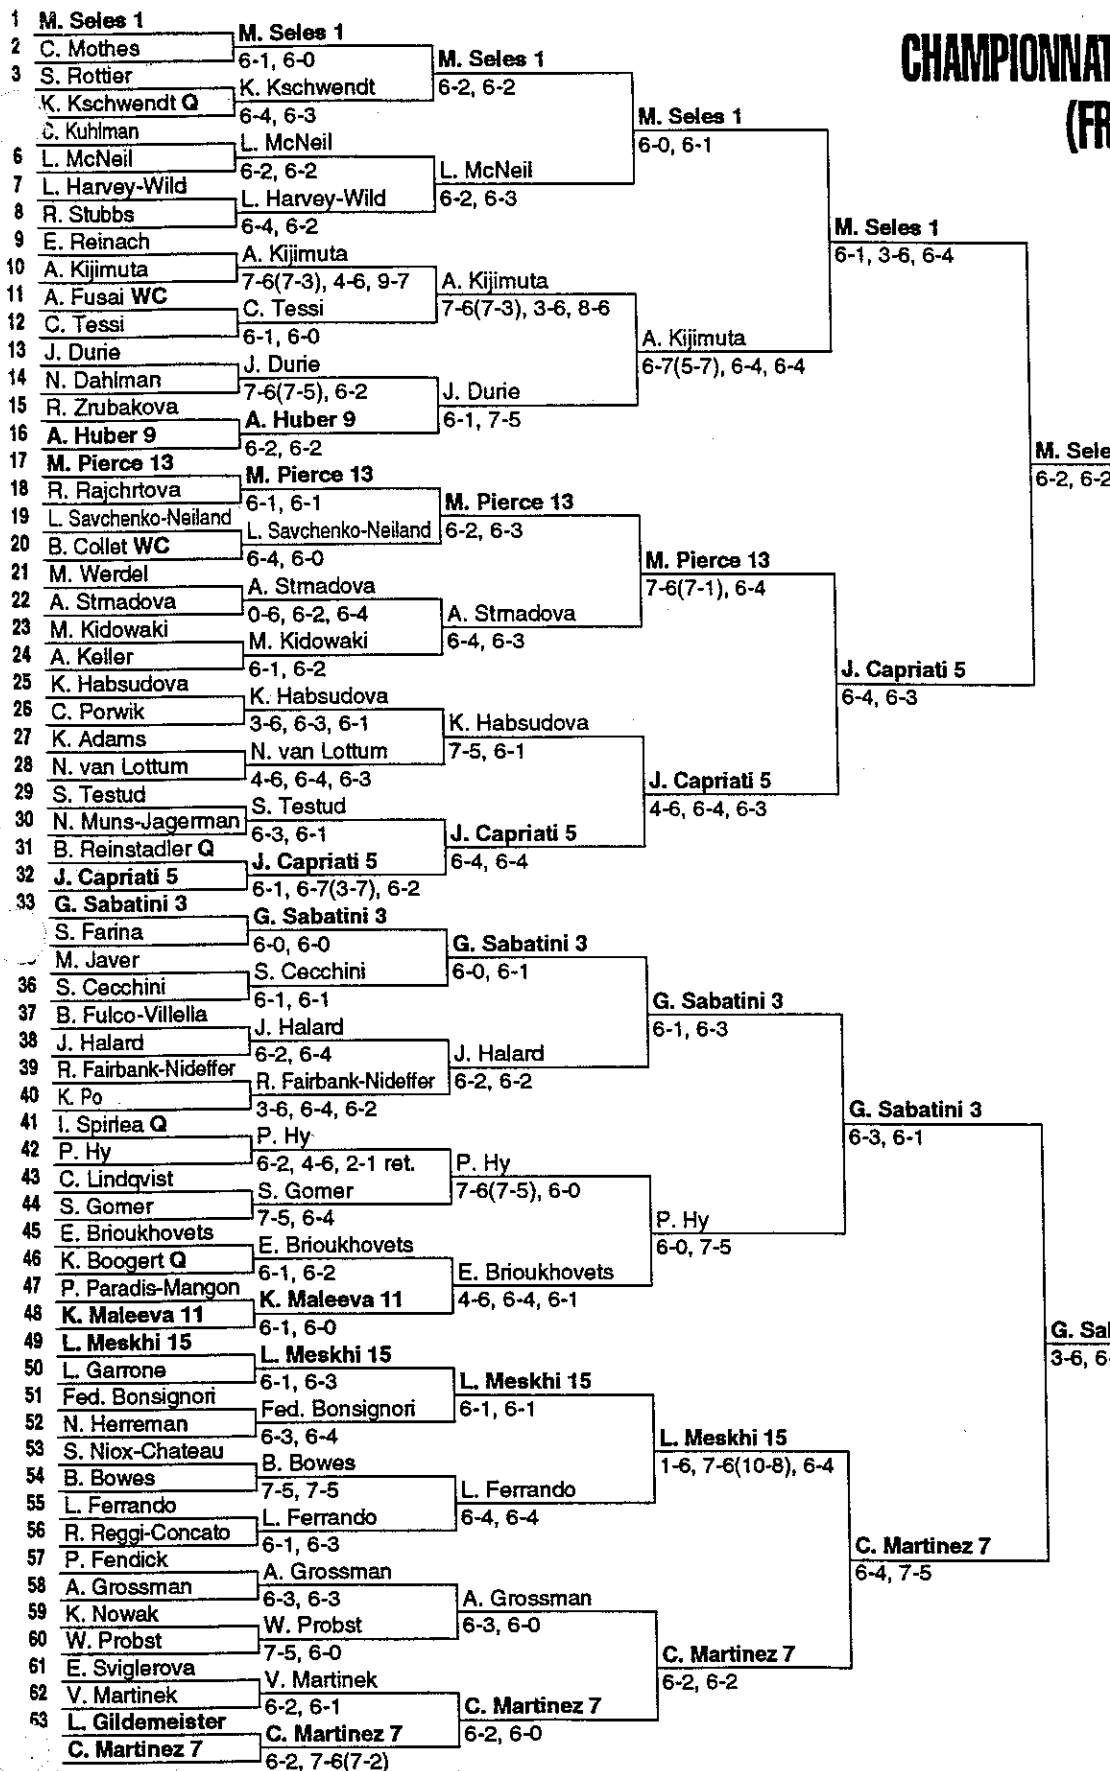 CHAMPIONNAT
(FR
1 M. Seles 1
2 C. Mothes
3 S. Rottier
K. Kschwendt Q
C. Kuhlman
6 L. McNeil
7 L. Harvey-Wild
8 R. Stubbs
9 E. Reinach
10 A. Kijimuta
11 A. Fusai WC
12 C. Tessi
13 J. Durie
14 N. Dahlman
15 R. Zrubakova
16 A. Huber 9
17 M. Pierce 13
18 R. Rajchrtova
19 L. Savchenko-Neiland
20 B. Collet WC
21 M. Werdel
22 A. Strnadova
23 M. Kidowaki
24 A. Keller
25 K. Habsudova
26 C. Porwik
27 K. Adams
28 N. van Lottum
29 S. Testud
30 N. Muns-Jagerman
31 B. Reinstadler Q
32 J. Capriati 5
33 G. Sabatini 3
S. Farina
M. Javer
36 S. Cecchini
37 B. Fulco-Villella
38 J. Halard
39 R. Fairbank-Nideffer
40 K. Po
41 I. Spirlea Q
42 P. Hy
43 C. Lindqvist
44 S. Gomer
45 E. Brioukhovets
46 K. Boogert Q
47 P. Paradis-Mangon
48 K. Maleeva 11
49 L. Meskhi 15
50 L. Garrone
51 Fed. Bonsignori
52 N. Herreman
53 S. Niox-Chateau
54 B. Bowes
55 L. Ferrando
56 R. Reggi-Concato
57 P. Fendick
58 A. Grossman
59 K. Nowak
60 W. Probst
61 E. Sviglerova
62 V. Martinek
63 L. Gildemeister
C. Martinez 7
M. Seles 1
6-1, 6-0
K. Kschwendt
6-4, 6-3
L. McNeil
6-2, 6-2
L. Harvey-Wild
6-4, 6-2
A. Kijimuta
7-6(7-3), 4-6, 9-7
C. Tessi
6-1, 6-0
J. Durie
7-6(7-5), 6-2
A. Huber 9
6-2, 6-2
M. Pierce 13
6-1, 6-1
L. Savchenko-Neiland
6-4, 6-0
A. Strnadova
0-6, 6-2, 6-4
M. Kidowaki
6-1, 6-2
K. Habsudova
3-6, 6-3, 6-1
N. van Lottum
4-6, 6-4, 6-3
S. Testud
6-3, 6-1
J. Capriati 5
6-1, 6-7(3-7), 6-2
G. Sabatini 3
6-0, 6-0
S. Cecchini
6-1, 6-1
J. Halard
6-2, 6-4
R. Fairbank-Nideffer
3-6, 6-4, 6-2
P. Hy
6-2, 4-6, 2-1 ret.
S. Gomer
7-5, 6-4
E. Brioukhovets
6-1, 6-2
K. Maleeva 11
6-1, 6-0
L. Meskhi 15
6-1, 6-3
Fed. Bonsignori
6-3, 6-4
B. Bowes
7-5, 7-5
L. Ferrando
6-1, 6-3
A. Grossman
6-3, 6-3
W. Probst
7-5, 6-0
V. Martinek
6-2, 6-1
C. Martinez 7
6-2, 7-6(7-2)
M. Seles 1
6-2, 6-2
L. McNeil
6-2, 6-3
A. Kijimuta
7-6(7-3), 3-6, 8-6
J. Durie
6-1, 7-5
M. Pierce 13
6-2, 6-3
A. Strnadova
6-4, 6-3
K. Habsudova
7-5, 6-1
J. Capriati 5
6-4, 6-4
G. Sabatini 3
6-0, 6-1
J. Halard
6-2, 6-2
P. Hy
7-6(7-5), 6-0
E. Brioukhovets
4-6, 6-4, 6-1
L. Meskhi 15
6-1, 6-1
L. Ferrando
6-4, 6-4
A. Grossman
6-3, 6-0
C. Martinez 7
6-2, 6-0
M. Seles 1
6-0, 6-1
A. Kijimuta
6-7(5-7), 6-4, 6-4
M. Pierce 13
7-6(7-1), 6-4
J. Capriati 5
4-6, 6-4, 6-3
G. Sabatini 3
6-1, 6-3
P. Hy
6-0, 7-5
L. Meskhi 15
1-6, 7-6(10-8), 6-4
C. Martinez 7
6-2, 6-2
M. Seles 1
6-1, 3-6, 6-4
J. Capriati 5
6-4, 6-3
G. Sabatini 3
6-3, 6-1
C. Martinez 7
6-4, 7-5
M. Sele
6-2, 6-2
G. Sal
3-6, 6-